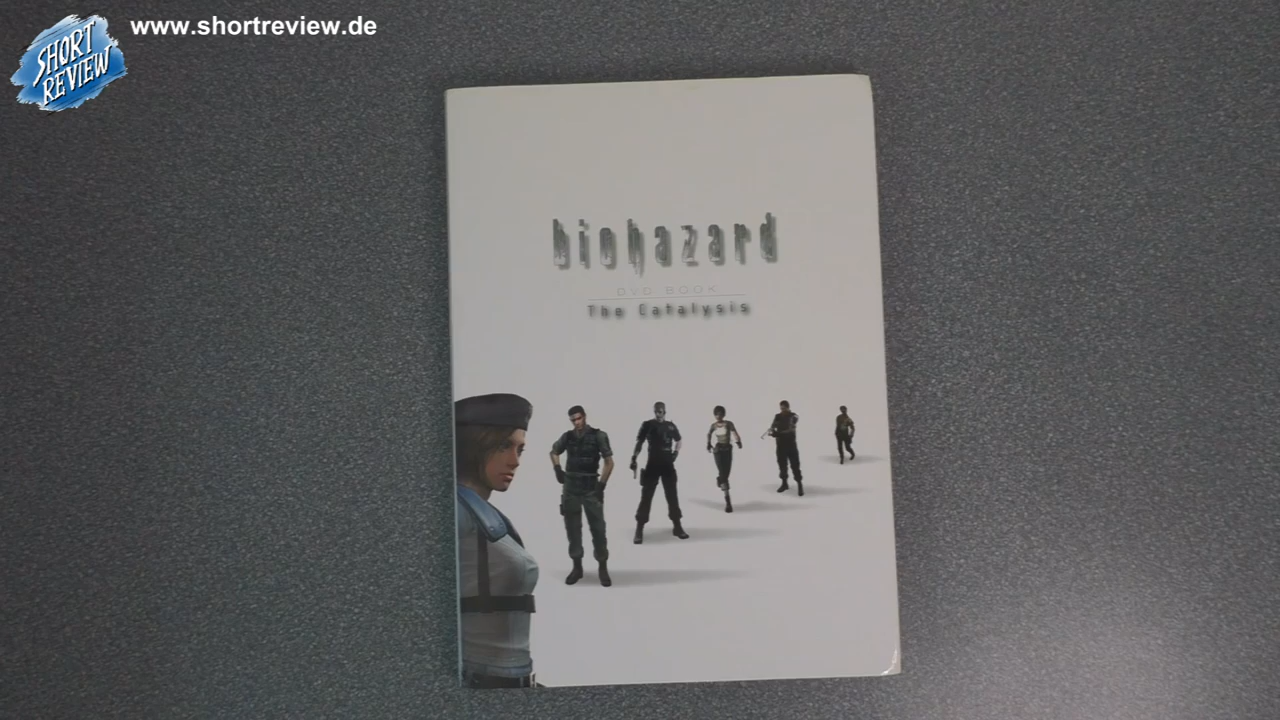 www.shortreview.de
SHORT
REVIEW
biohazard
DVD BOOK
The Catalysis